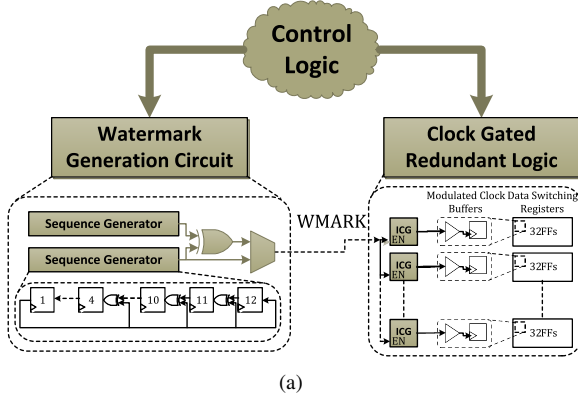 Control
Logic
Watermark
Generation Circuit
Clock Gated
Redundant Logic
Sequence Generator
Sequence Generator
1
4
10
11
12
WMARK
Modulated Clock Data Switching
Buffers
Registers
ICG
EN
32FFs
ICG
EN
32FFs
ICG
EN
32FFs
(a)